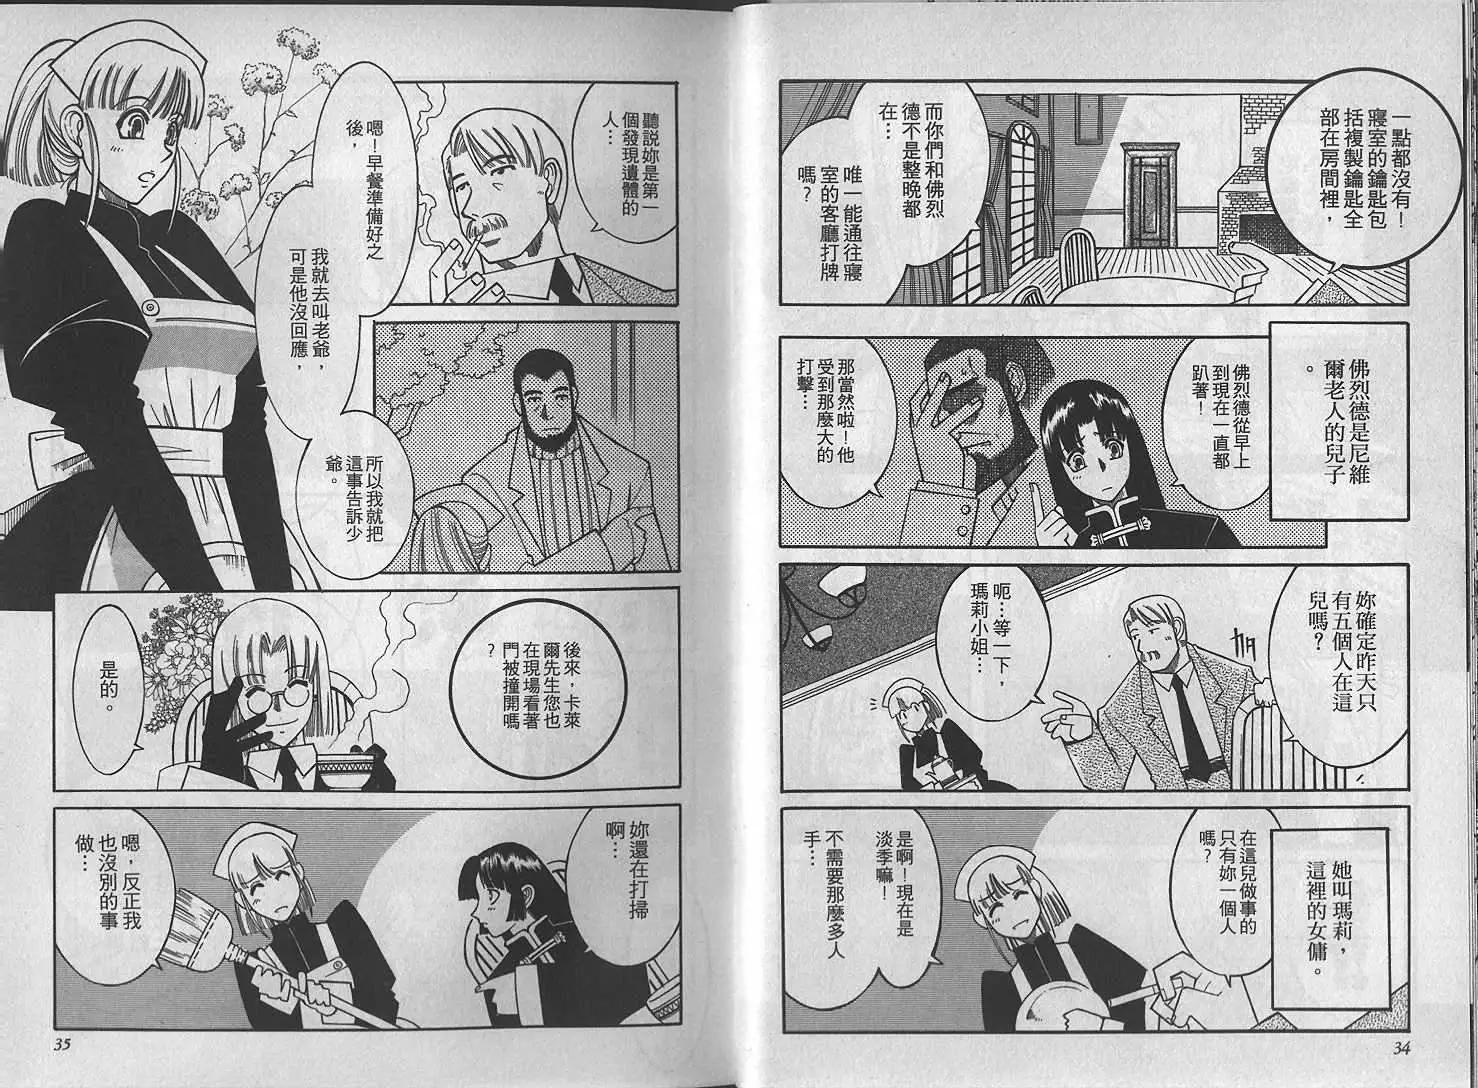 一點都沒有！
寢室的鑰匙包
括複製鑰匙全
部在房間裡，
而你們和佛烈
德不是整晚都
在…
唯一能通往寢
室的客廳打牌
嗎？
佛烈德是尼維
爾老人的兒子
。
佛烈德從早上
到現在一直都
趴著！
那當然啦！他
受到那麼大的
打擊…
妳確定昨天只
有五個人在這
兒嗎？
呃…等一下，
瑪莉小姐…
她叫瑪莉，
這裡的女傭。
在這兒做事的
只有妳一個人
嗎？
是啊！現在是
淡季嘛！
不需要那麼多人
手…
34
聽說妳是第一
個發現遺體的
人…
嗯！早餐準備好之
後，
我就去叫老爺，
可是他沒回應，
所以我就把
這事告訴少
爺。
後來，卡萊
爾先生您也
在現場看著
門被撞開嗎
？
是的。
妳還在打掃
啊…
嗯，反正我
也沒別的事
做…
35